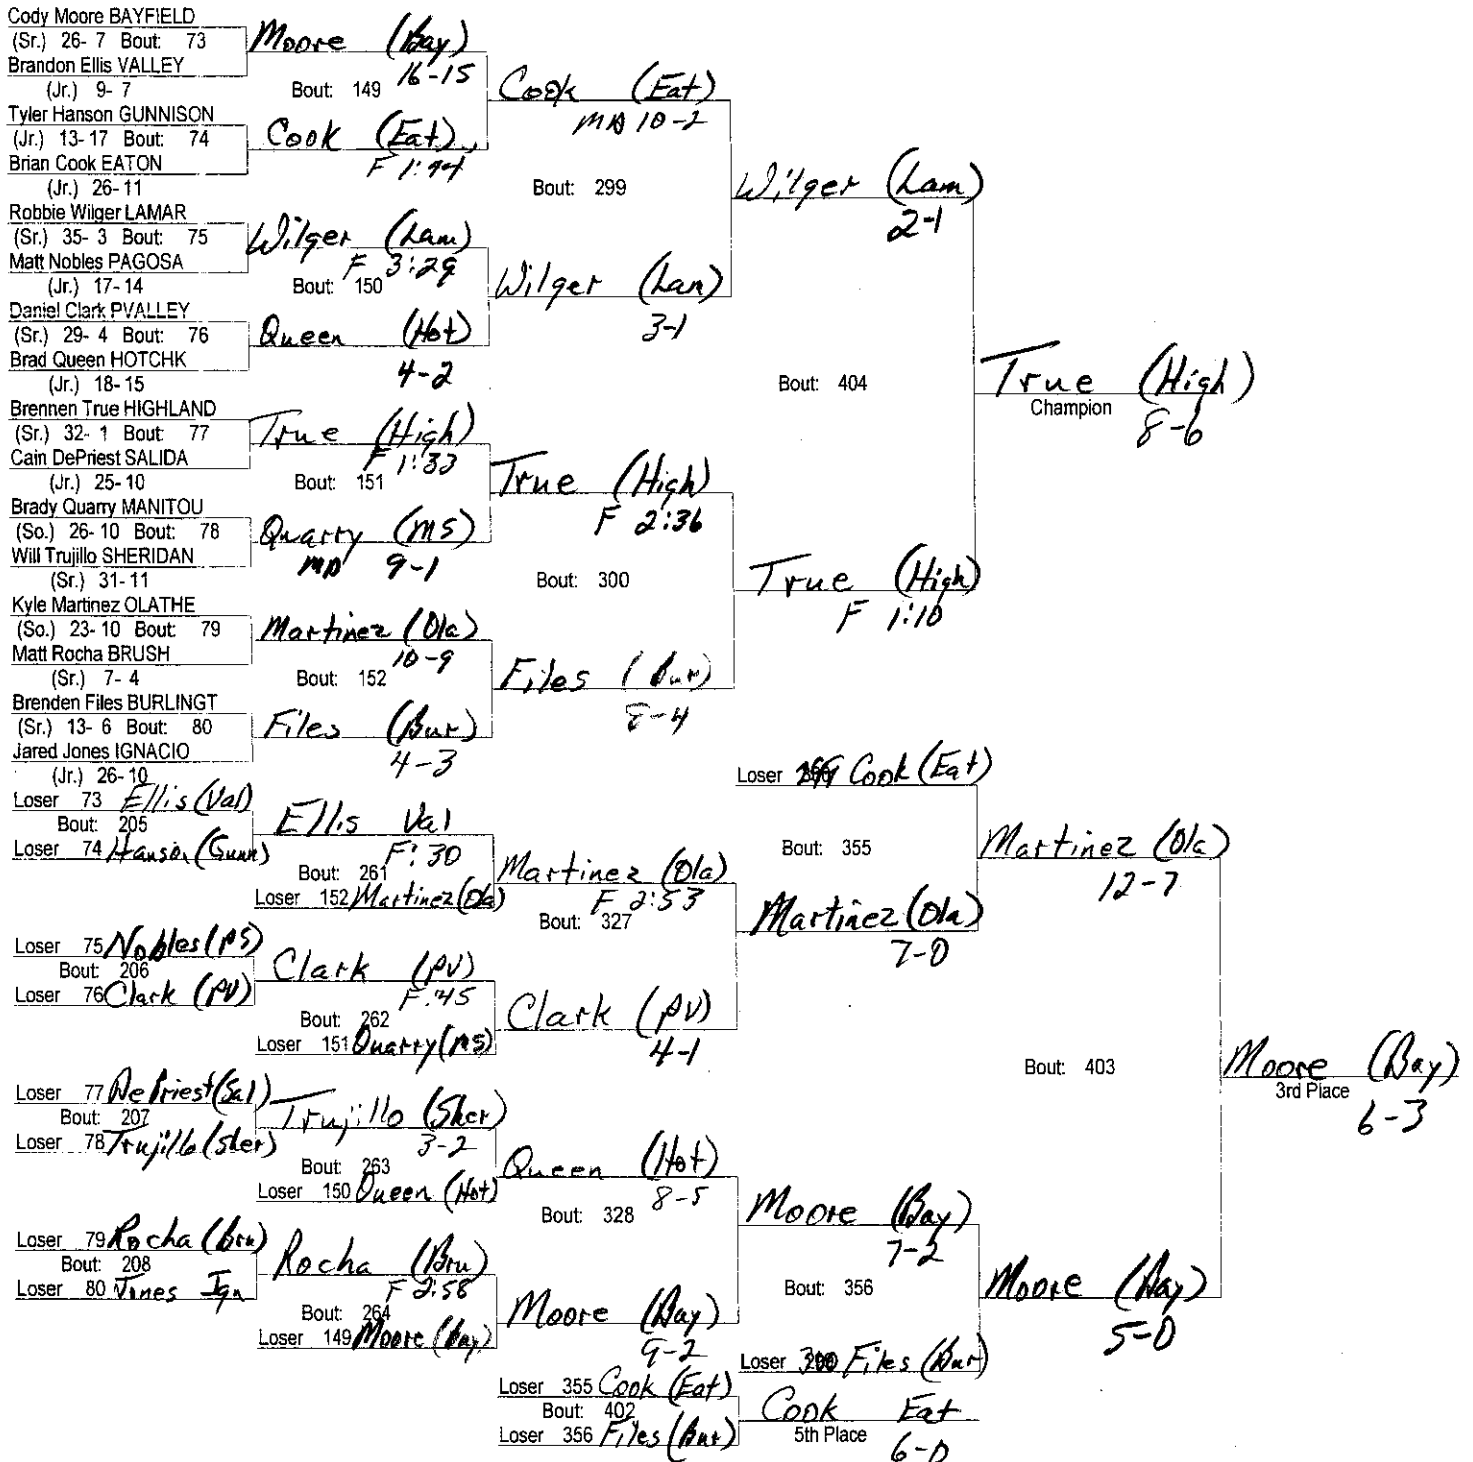 Cody Moore BAYFIELD
(Sr.) 26- 7 Bout: 73
Brandon Ellis VALLEY
(Jr.) 9- 7
Moore (Bay)
16-15
Bout: 149
Tyler Hanson GUNNISON
(Jr.) 13- 17 Bout: 74
Brian Cook EATON
(Jr.) 26- 11
Cook (Eat)
F 1:44
Cook (Eat)
MD 10-2
Bout: 299
Robbie Wilger LAMAR
(Sr.) 35- 3 Bout: 75
Matt Nobles PAGOSA
(Jr.) 17- 14
Wilger (Lam)
F 3:29
Bout: 150
Daniel Clark PVALLEY
(Sr.) 29- 4 Bout: 76
Brad Queen HOTCHK
(Jr.) 18- 15
Queen (Hot)
4-2
Wilger (Lam)
3-1
Wilger (Lam)
2-1
Bout: 404
Brennen True HIGHLAND
(Sr.) 32- 1 Bout: 77
Cain DePriest SALIDA
(Jr.) 25- 10
True (High)
F 1:33
Bout: 151
Brady Quarry MANITOU
(So.) 26- 10 Bout: 78
Will Trujillo SHERIDAN
(Sr.) 31- 11
Quarry (MS)
MD 9-1
True (High)
F 2:36
Bout: 300
Kyle Martinez OLATHE
(So.) 23- 10 Bout: 79
Matt Rocha BRUSH
(Sr.) 7- 4
Martinez (Ola)
10-9
Bout: 152
Brenden Files BURLINGT
(Sr.) 13- 6 Bout: 80
Jared Jones IGNACIO
(Jr.) 26- 10
Files (Bur)
4-3
Files (Bur)
8-4
True (High)
F 1:10
True (High)
Champion
8-6
Loser 73 Ellis (Val)
Bout: 205
Loser 74 Hanson (Gunn)
Ellis Val
F :30
Bout: 261
Loser 152 Martinez (Ola)
Martinez (Ola)
F 2:53
Bout: 327
Loser 75 Nobles (PS)
Bout: 206
Loser 76 Clark (PV)
Clark (PV)
F :45
Bout: 262
Loser 151 Quarry (MS)
Clark (PV)
4-1
Loser Cook (Eat)
Bout: 355
Martinez (Ola)
7-0
Martinez (Ola)
12-7
Bout: 403
Loser 77 DePriest (Sal)
Bout: 207
Loser 78 Trujillo (Sher)
Trujillo (Sher)
3-2
Bout: 263
Loser 150 Queen (Hot)
Queen (Hot)
8-5
Bout: 328
Loser 79 Rocha (Bru)
Bout: 208
Loser 80 Jones Ign
Rocha (Bru)
F 2:58
Bout: 264
Loser 149 Moore (Bay)
Moore (Bay)
9-2
Moore (Bay)
7-2
Bout: 356
Loser Files (Bur)
Moore (Bay)
5-0
Moore (Bay)
3rd Place
6-3
Loser 355 Cook (Eat)
Bout: 402
Loser 356 Files (Bur)
Cook Eat
5th Place
6-0